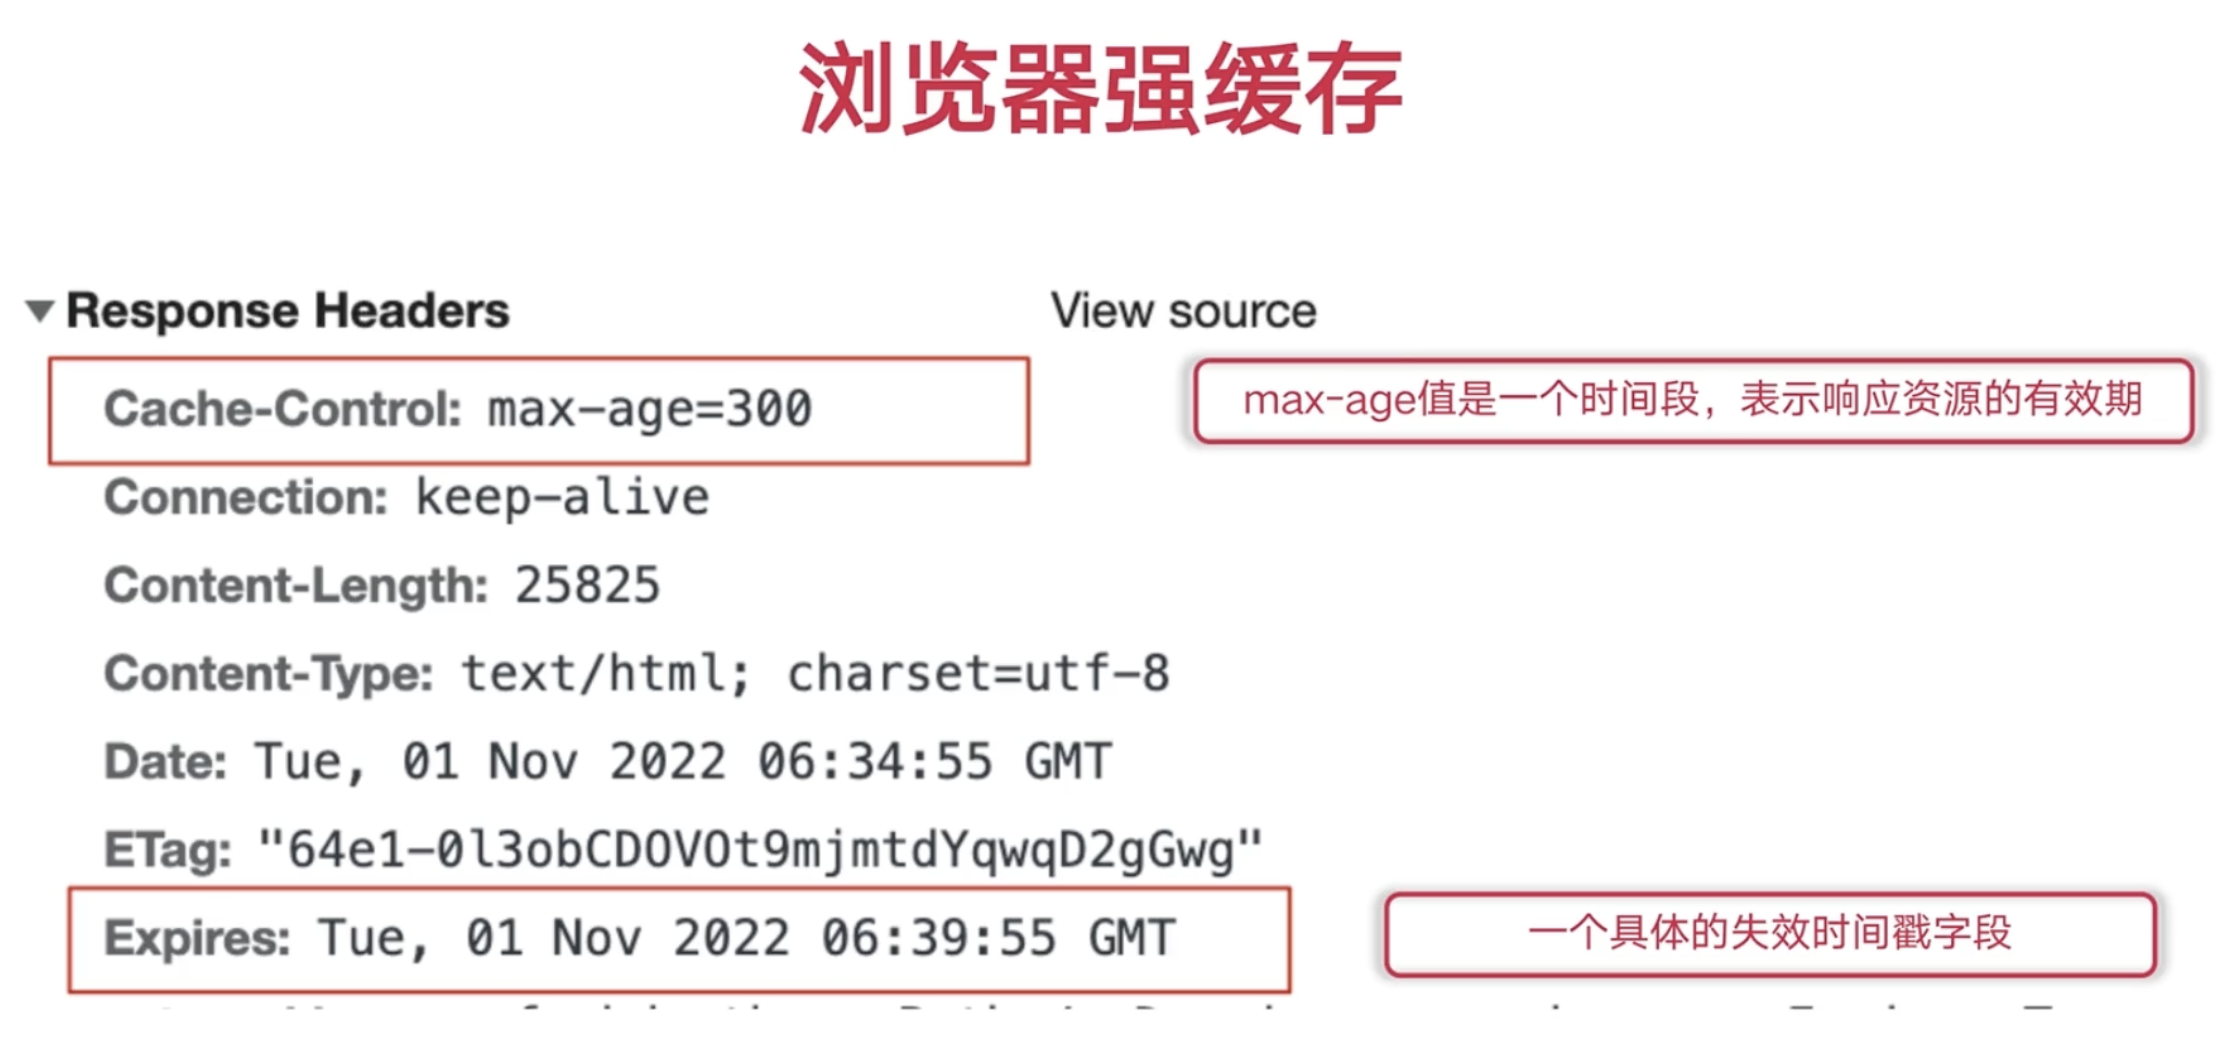 浏览器强缓存
Response Headers
View source
Cache-Control: max-age=300
max-age值是一个时间段，表示响应资源的有效期
Connection: keep-alive
Content-Length: 25825
Content-Type: text/html; charset=utf-8
Date: Tue, 01 Nov 2022 06:34:55 GMT
ETag: "64e1-0l3obCDOVOt9mjmtdYqwqD2gGwg"
Expires: Tue, 01 Nov 2022 06:39:55 GMT
一个具体的失效时间戳字段